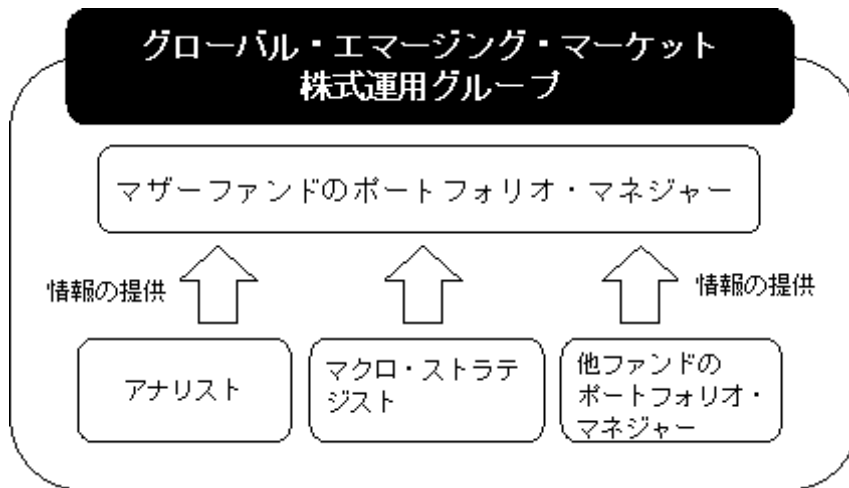 グローバル・エマージング・マーケット
株式運用グループ
マザーファンドのポートフォリオ・マネジャー
情報の提供
情報の提供
アナリスト
マクロ・ストラテ
ジスト
他ファンドの
ポートフォリオ・
マネジャー